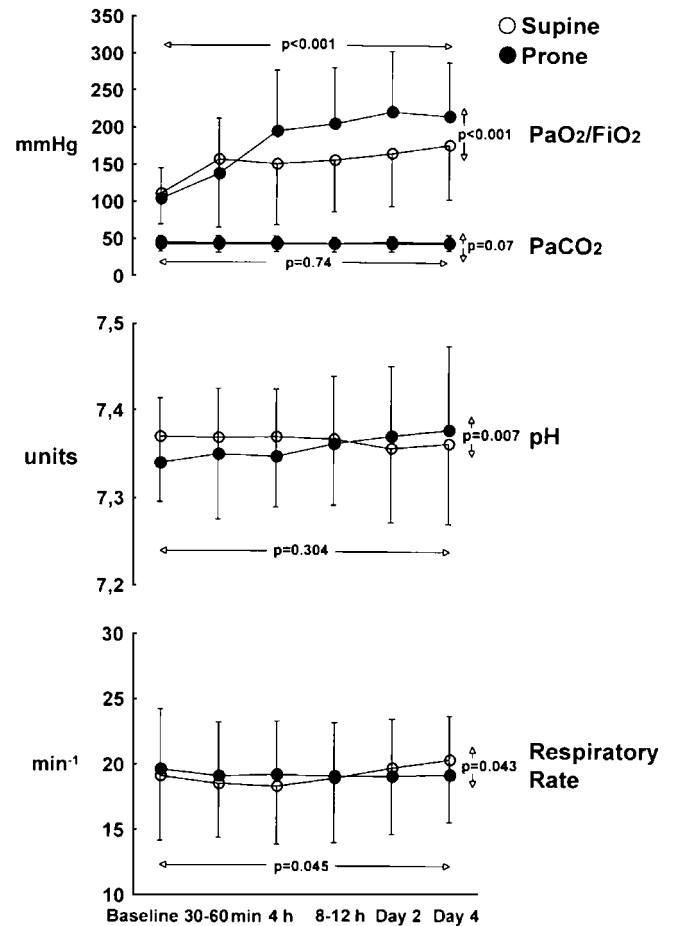 350
300
250
200
150
100
50
0
mmHg
Supine
Prone
p<0.001
p<0.001
PaO2/FiO2
p=0.07
PaCO2
p=0.74
7,5
7,4
7,3
7,2
units
p=0.007
pH
p=0.304
30
25
20
15
10
min-1
p=0.043
Respiratory
Rate
p=0.045
Baseline 30-60 min 4 h 8-12 h Day 2 Day 4